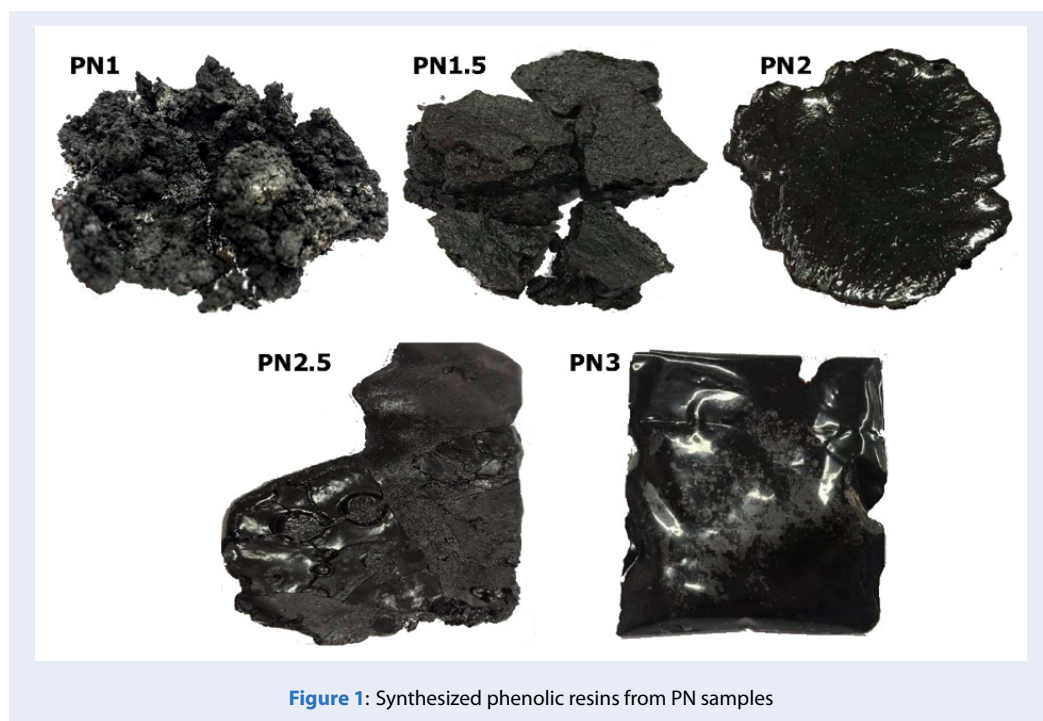 PN1
PN1.5
PN2
PN2.5
PN3
Figure 1: Synthesized phenolic resins from PN samples